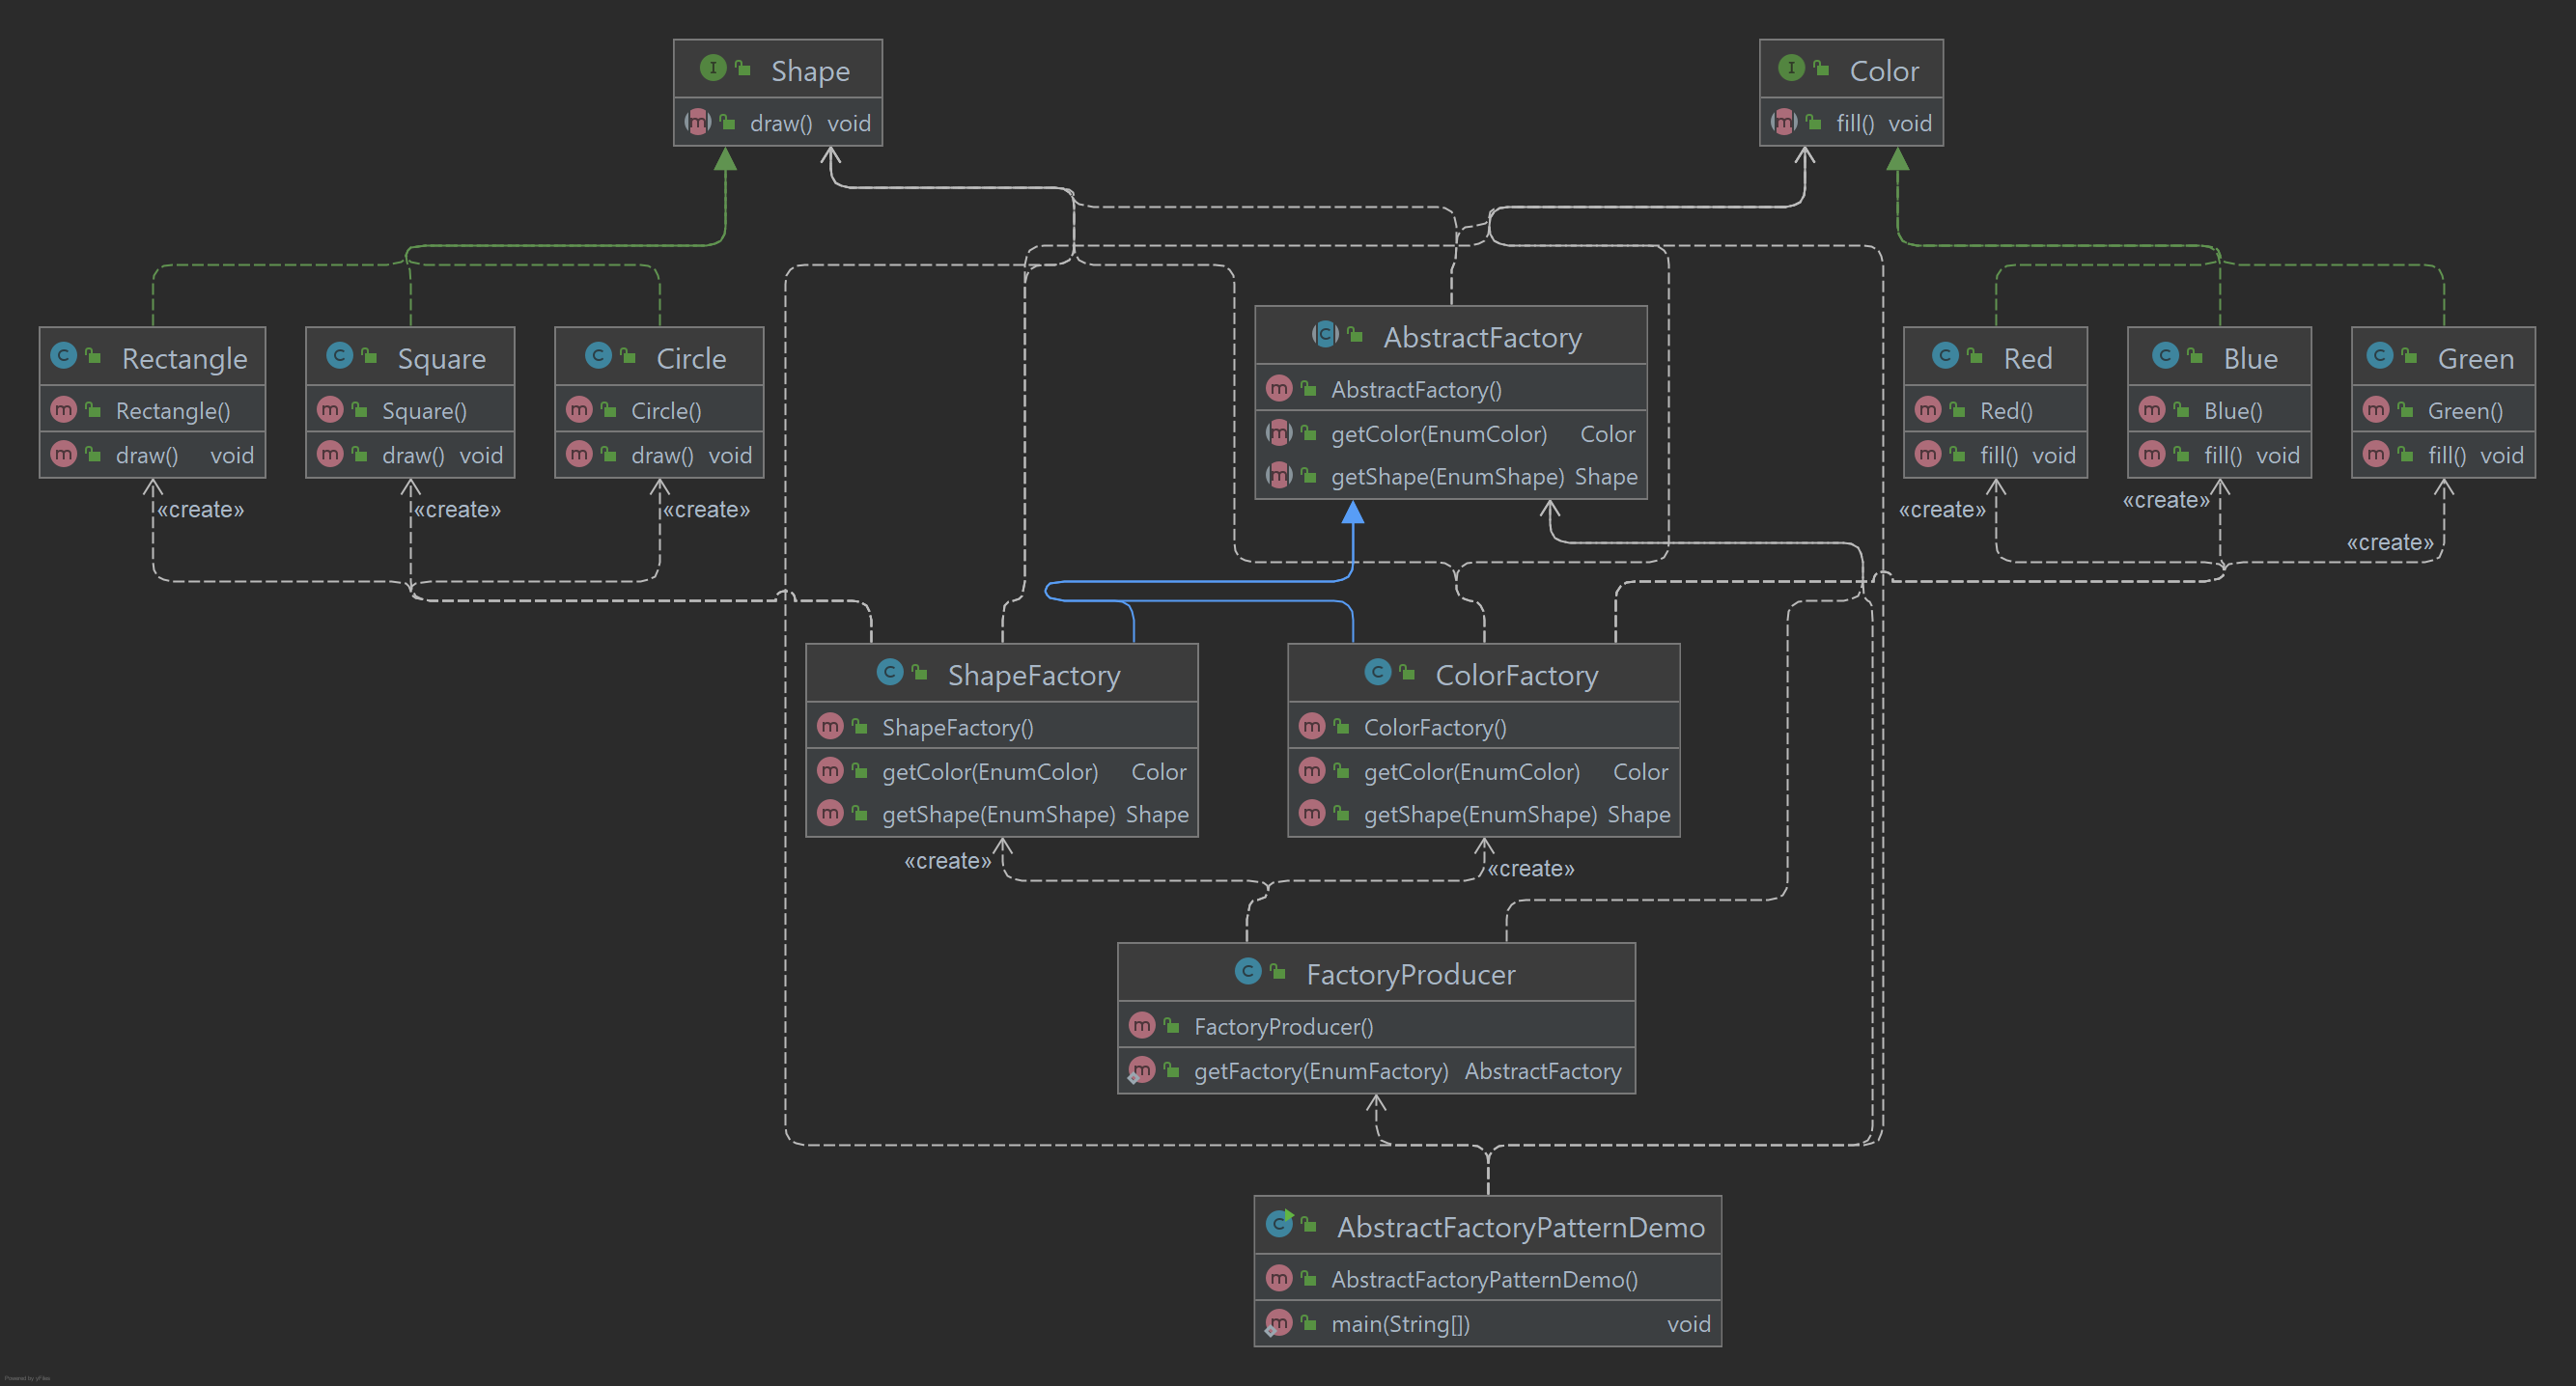 Shape
draw() void
Color
fill() void
Rectangle
Rectangle()
draw() void
Square
Square()
draw() void
Circle
Circle()
draw() void
AbstractFactory
AbstractFactory()
getColor(EnumColor) Color
getShape(EnumShape) Shape
Red
Red()
fill() void
Blue
Blue()
fill() void
Green
Green()
fill() void
«create»
«create»
«create»
«create»
«create»
«create»
ShapeFactory
ShapeFactory()
getColor(EnumColor) Color
getShape(EnumShape) Shape
ColorFactory
ColorFactory()
getColor(EnumColor) Color
getShape(EnumShape) Shape
«create»
«create»
FactoryProducer
FactoryProducer()
getFactory(EnumFactory) AbstractFactory
AbstractFactoryPatternDemo
AbstractFactoryPatternDemo()
main(String[]) void
Powered by yFiles